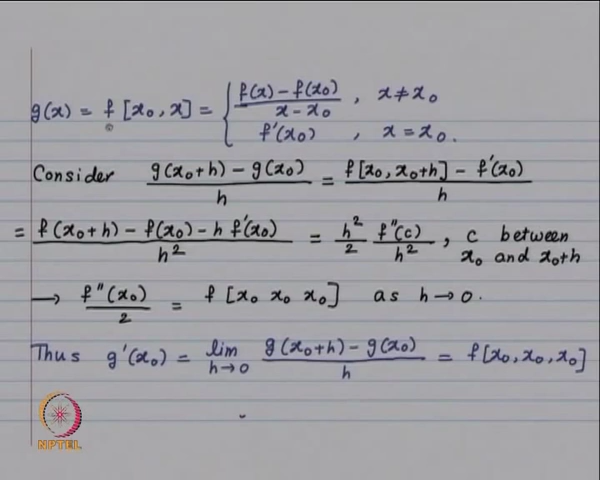 g(x) = f [x₀, x] = { (f(x) − f(x₀))/(x − x₀) , x ≠ x₀
f'(x₀) , x = x₀.
Consider (g(x₀+h) − g(x₀))/h = (f[x₀, x₀+h] − f'(x₀))/h
= (f(x₀+h) − f(x₀) − h f'(x₀))/h² = h²/2 f''(c)/h² , c between x₀ and x₀+h
⟶ f''(x₀)/2 = f [x₀ x₀ x₀] as h → 0.
Thus g'(x₀) = lim h→0 (g(x₀+h) − g(x₀))/h = f[x₀, x₀, x₀]
NPTEL